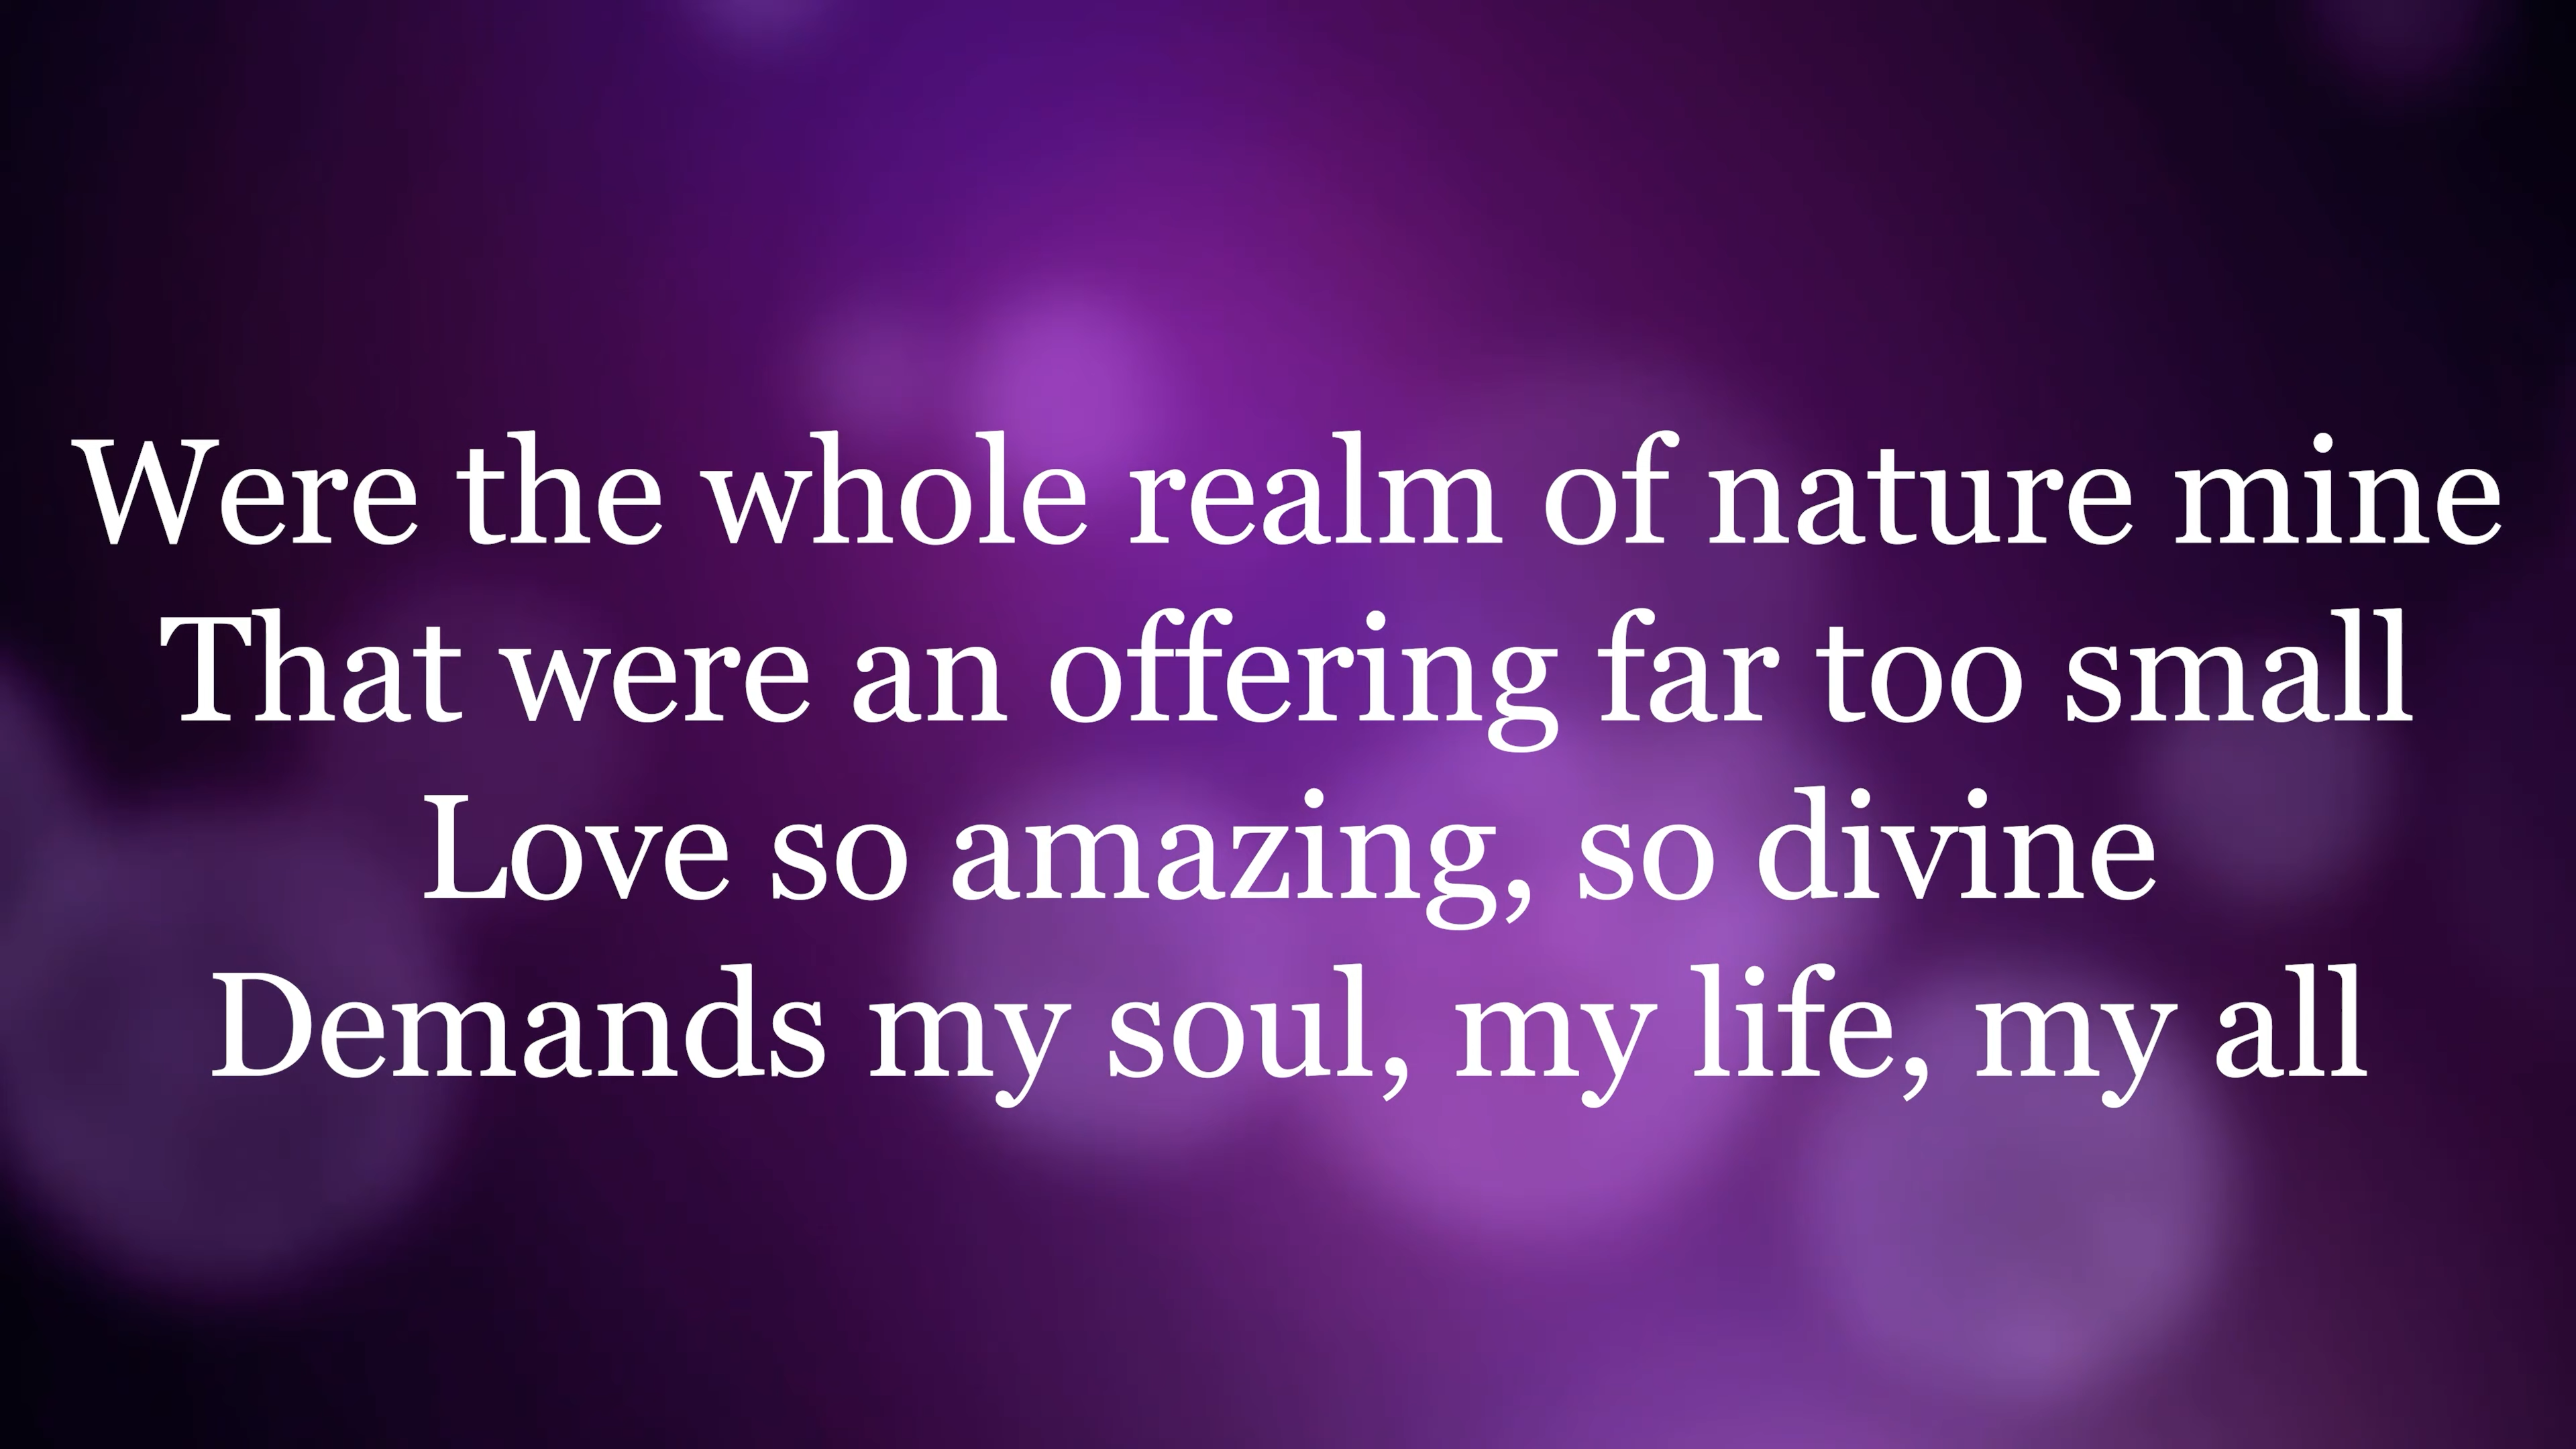 Were the whole realm of nature mine
That were an offering far too small
Love so amazing, so divine
Demands my soul, my life, my all